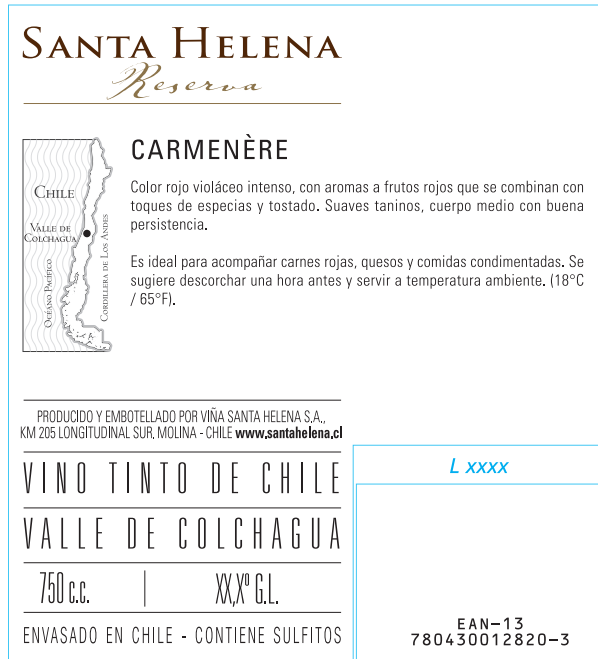 SANTA HELENA
Reserva
CARMENÈRE
Color rojo violáceo intenso, con aromas a frutos rojos que se combinan con
toques de especias y tostado. Suaves taninos, cuerpo medio con buena
persistencia.
Es ideal para acompañar carnes rojas, quesos y comidas condimentadas. Se
sugiere descorchar una hora antes y servir a temperatura ambiente. (18°C
/ 65°F).
CHILE
VALLE DE
COLCHAGUA
OCÉANO PACÍFICO
CORDILLERA DE LOS ANDES
PRODUCIDO Y EMBOTELLADO POR VIÑA SANTA HELENA S.A.,
KM 205 LONGITUDINAL SUR, MOLINA - CHILE www.santahelena.cl
VINO TINTO DE CHILE
VALLE DE COLCHAGUA
750 c.c. | XX,Xº G.L.
ENVASADO EN CHILE - CONTIENE SULFITOS
L xxxx
EAN-13
780430012820-3